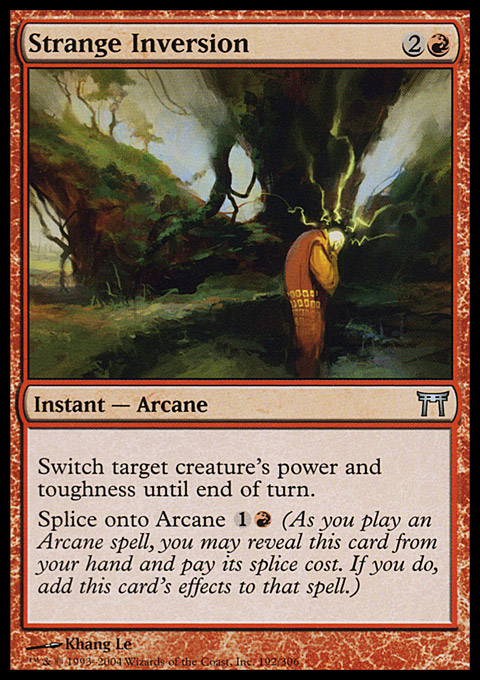 Strange Inversion 2
Instant — Arcane
Switch target creature's power and
toughness until end of turn.
Splice onto Arcane 1 (As you play an
Arcane spell, you may reveal this card from
your hand and pay its splice cost. If you do,
add this card's effects to that spell.)
Khang Le
™ & © 1993-2004 Wizards of the Coast, Inc. 192/306